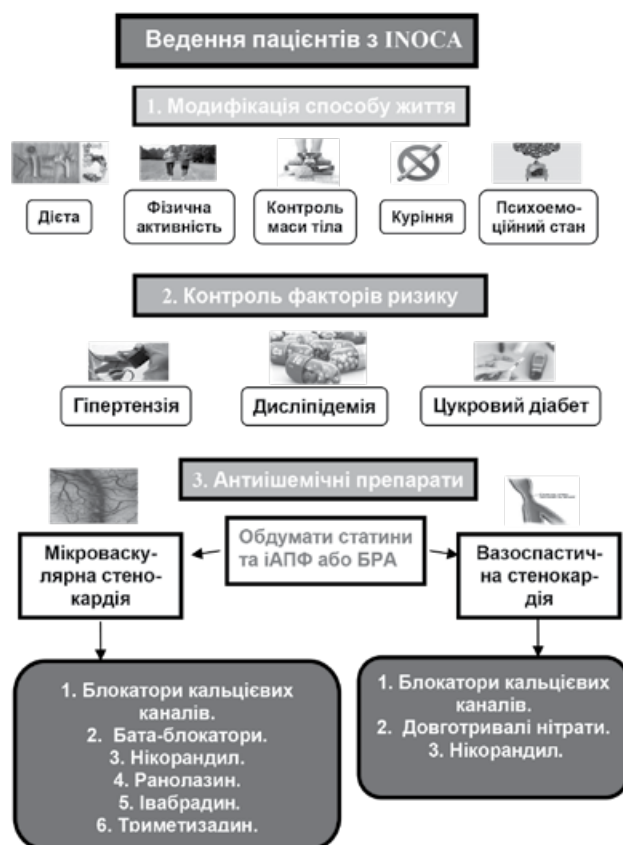 Ведення пацієнтів з INOCA
1. Модифікація способу життя
Дієта
Фізична
активність
Контроль
маси тіла
Куріння
Психоемо-
ційний стан
2. Контроль факторів ризику
Гіпертензія
Дисліпідемія
Цукровий діабет
3. Антиішемічні препарати
Обдумати статини
та іАПФ або БРА
Мікроваску-
лярна стено-
кардія
Вазоспастич-
на стенокар-
дія
1. Блокатори кальцієвих
каналів.
2. Бата-блокатори.
3. Нікорандил.
4. Ранолазин.
5. Івабрадин.
6. Триметизадин.
1. Блокатори кальцієвих
каналів.
2. Довготривалі нітрати.
3. Нікорандил.